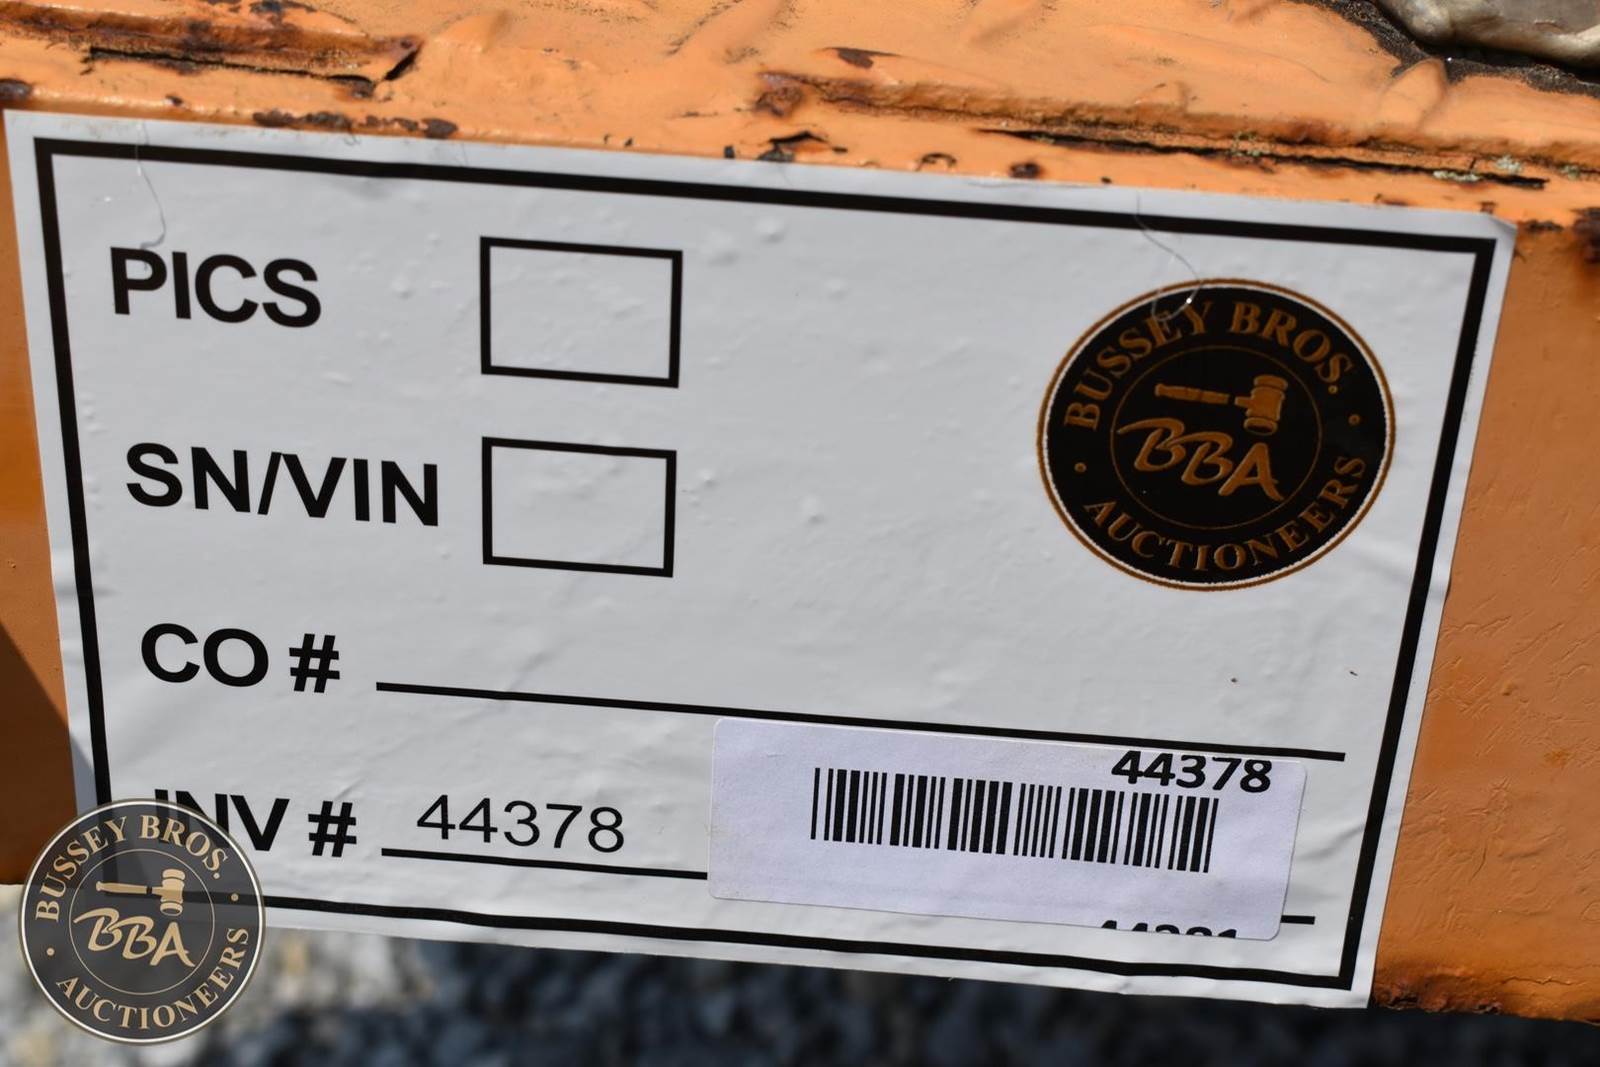 PICS
BUSSEY BROS.
BBA
AUCTIONEERS
SN/VIN
CO #
44378
INV # 44378
BUSSEY BROS.
BBA
AUCTIONEERS